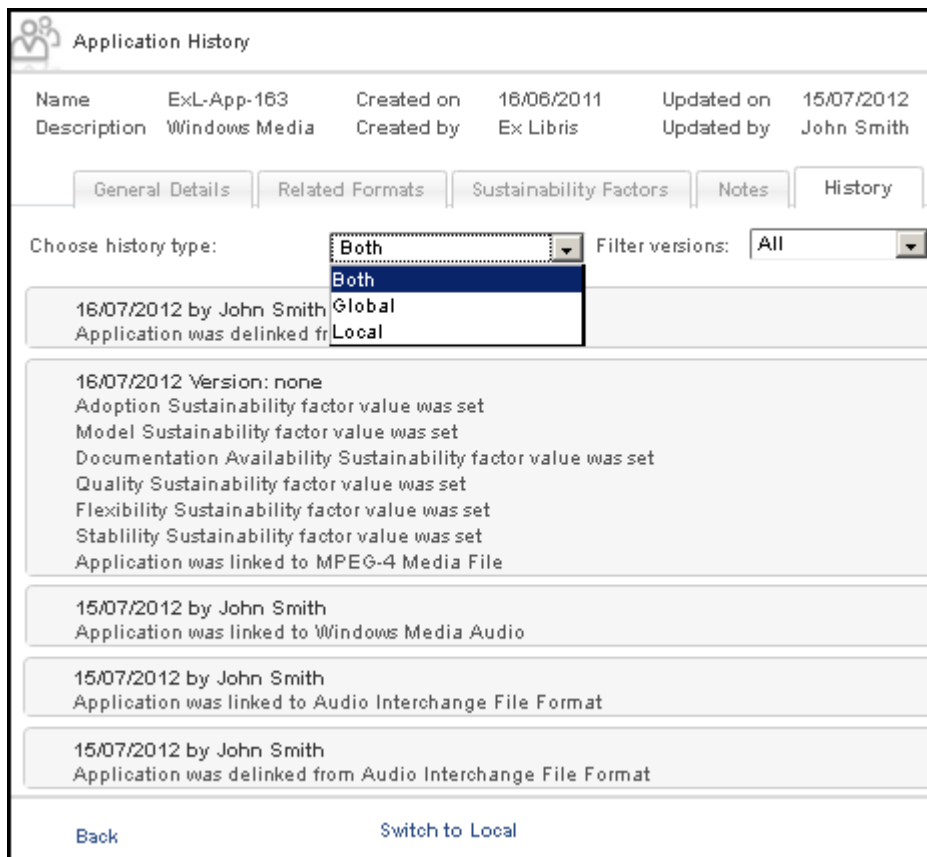 Application History
Name ExL-App-163 Created on 16/06/2011 Updated on 15/07/2012
Description Windows Media Created by Ex Libris Updated by John Smith
General Details Related Formats Sustainability Factors Notes History
Choose history type: Both Filter versions: All
Both
Global
Local
16/07/2012 by John Smith
Application was delinked
16/07/2012 Version: none
Adoption Sustainability factor value was set
Model Sustainability factor value was set
Documentation Availability Sustainability factor value was set
Quality Sustainability factor value was set
Flexibility Sustainability factor value was set
Stablility Sustainability factor value was set
Application was linked to MPEG-4 Media File
15/07/2012 by John Smith
Application was linked to Windows Media Audio
15/07/2012 by John Smith
Application was linked to Audio Interchange File Format
15/07/2012 by John Smith
Application was delinked from Audio Interchange File Format
Back Switch to Local